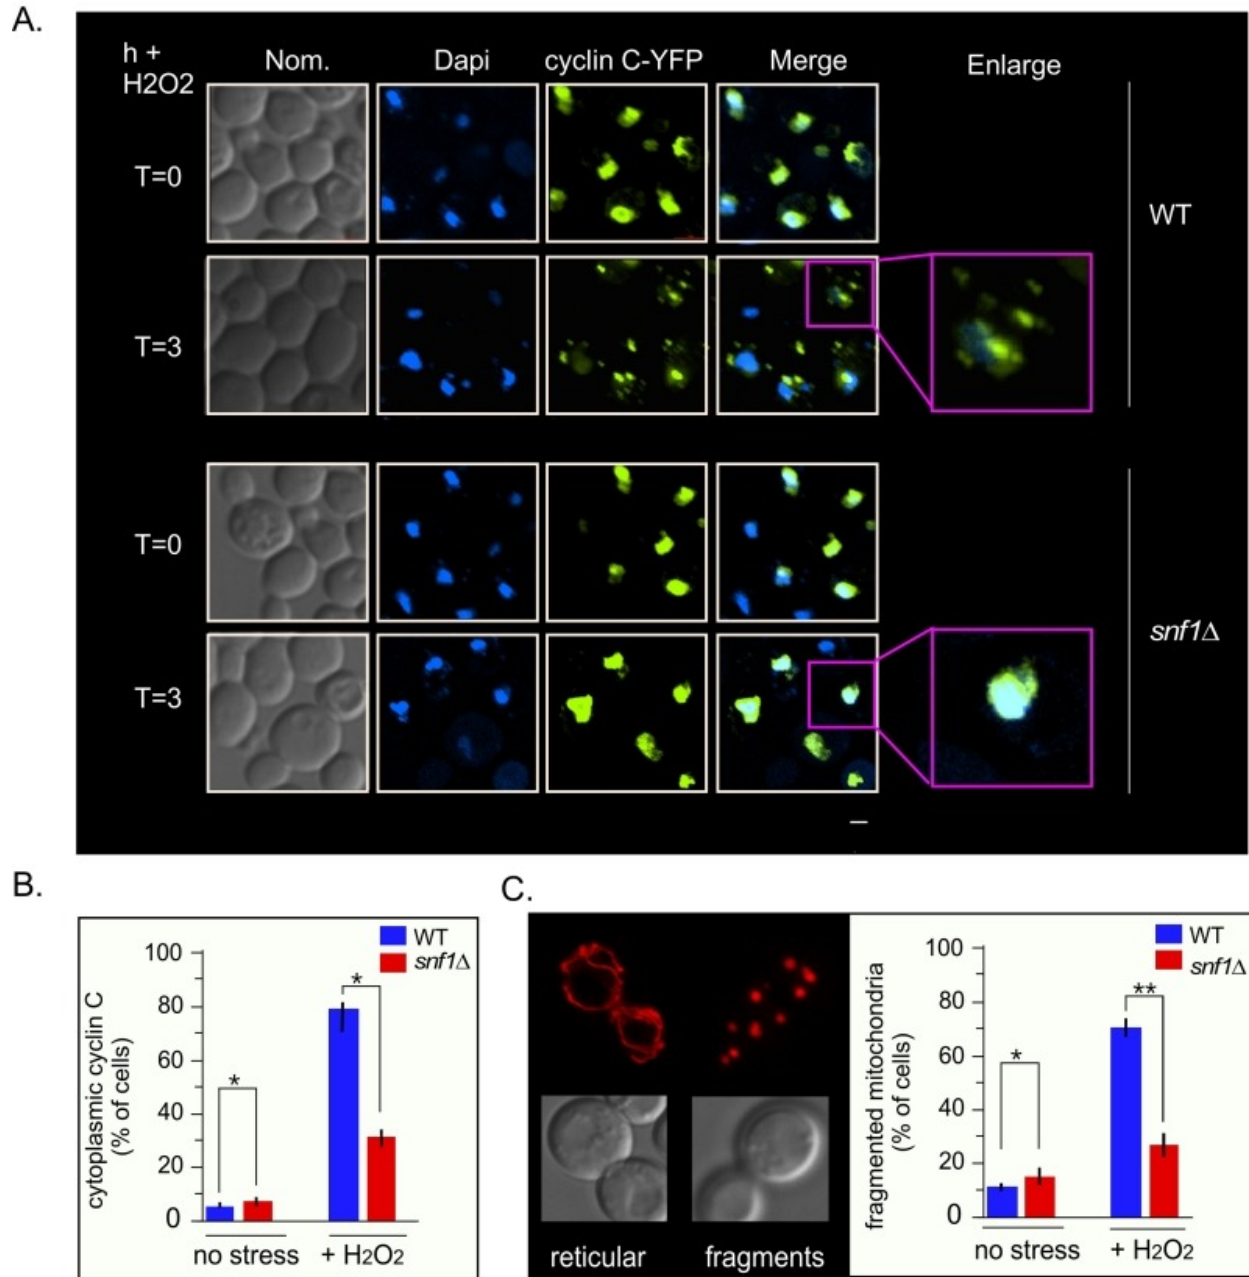 A.
h +
H2O2
Nom. Dapi cyclin C-YFP Merge Enlarge
T=0
WT
T=3
T=0
snf1Δ
T=3
B.
cytoplasmic cyclin C
(% of cells)
100
80
60
40
20
0
WT
snf1Δ
*
*
no stress + H2O2
C.
reticular fragments
fragmented mitochondria
(% of cells)
100
80
60
40
20
0
WT
snf1Δ
**
*
no stress + H2O2